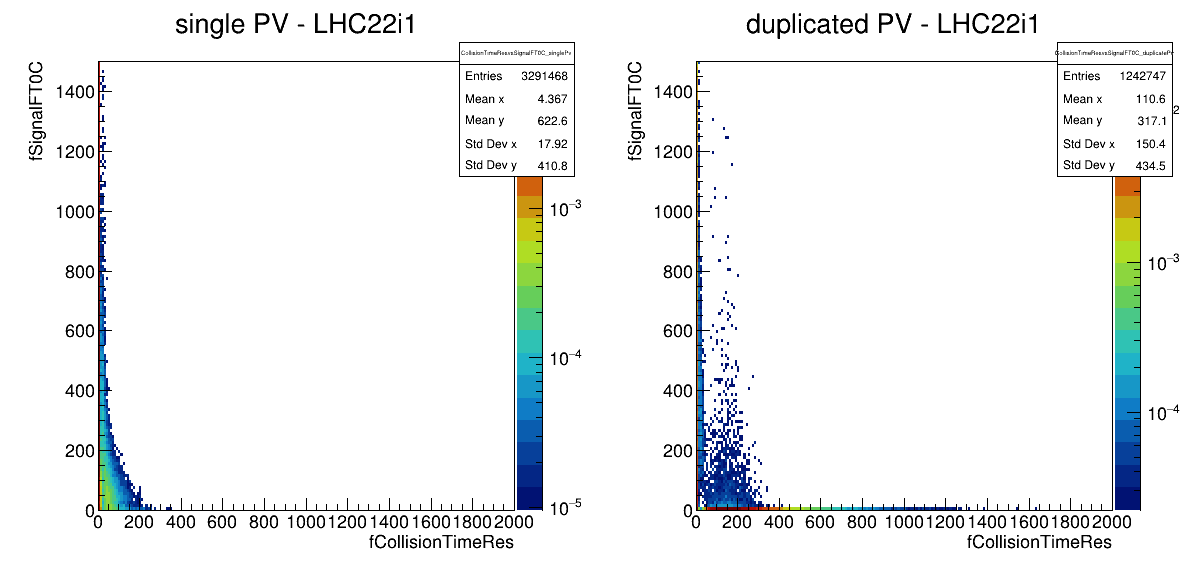 single PV - LHC22i1
CollisionTimeResvsSignalFT0C_singlePV
Entries 3291468
Mean x 4.367
Mean y 622.6
Std Dev x 17.92
Std Dev y 410.8
fSignalFT0C
1400
1200
1000
800
600
400
200
0
0 200 400 600 800 1000 1200 1400 1600 1800 2000
fCollisionTimeRes
10−3
10−4
10−5
duplicated PV - LHC22i1
CollisionTimeResvsSignalFT0C_duplicatePV
Entries 1242747
Mean x 110.6
Mean y 317.1
Std Dev x 150.4
Std Dev y 434.5
fSignalFT0C
1400
1200
1000
800
600
400
200
0
0 200 400 600 800 1000 1200 1400 1600 1800 2000
fCollisionTimeRes
2
10−3
10−4